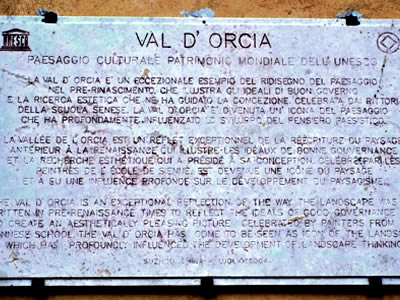 UNESCO
VAL D' ORCIA
PAESAGGIO CULTURALE PATRIMONIO MONDIALE DELL'UNESCO
LA VAL D' ORCIA E' UN ECCEZIONALE ESEMPIO DEL RIDISEGNO DEL PAESAGGIO
NEL PRE-RINASCIMENTO, CHE ILLUSTRA GLI IDEALI DI BUON GOVERNO
E LA RICERCA ESTETICA CHE NE HA GUIDATO LA CONCEZIONE. CELEBRATA DAI PITTORI
DELLA SCUOLA SENESE, LA VAL D'ORCIA E' DIVENUTA UN' ICONA DEL PAESAGGIO
CHE HA PROFONDAMENTE INFLUENZATO LO SVILUPPO DEL PENSIERO PAESISTICO.
LA VALLÉE DE L'ORCIA EST UN REFLET EXCEPTIONNEL DE LA RÉÉCRITURE DU PAYSAGE
ANTÉRIEUR À LA RENAISSANCE QUI ILLUSTRE LES IDÉAUX DE BONNE GOUVERNANCE
ET LA RECHERCHE ESTHÉTIQUE QUI A PRÉSIDÉ À SA CONCEPTION. CÉLÉBRÉE PAR LES
PEINTRES DE L'ÉCOLE DE SIENNE, EST DEVENUE UNE ICONE DU PAYSAGE
ET A SU UNE INFLUENCE PROFONDE SUR LE DÉVELOPPEMENT DU PAYSAGISME.
THE VAL D'ORCIA IS AN EXCEPTIONAL REFLECTION OF THE WAY THE LANDSCAPE WAS
RITTEN IN PRE-RENAISSANCE TIMES TO REFLECT THE IDEALS OF GOOD GOVERNANCE
CREATE AN AESTHETICALLY PLEASING PICTURE. CELEBRATED BY PAINTERS FROM
NNESE SCHOOL, THE VAL D'ORCIA HAS COME TO BE SEEN AS ICON OF THE LANDSC
WHICH HAS PROFOUNDLY INFLUENCED THE DEVELOPMENT OF LANDSCAPE THINKING
SUZHOU, CHINA